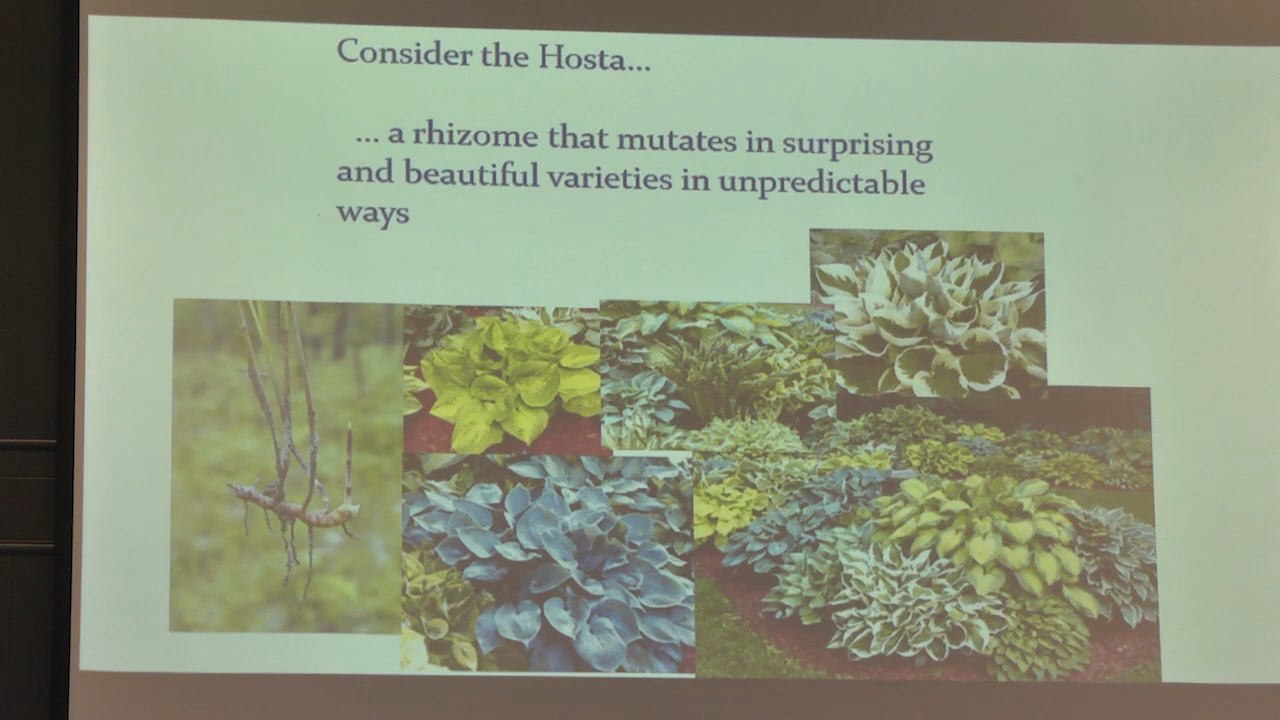 Consider the Hosta...
... a rhizome that mutates in surprising
and beautiful varieties in unpredictable
ways